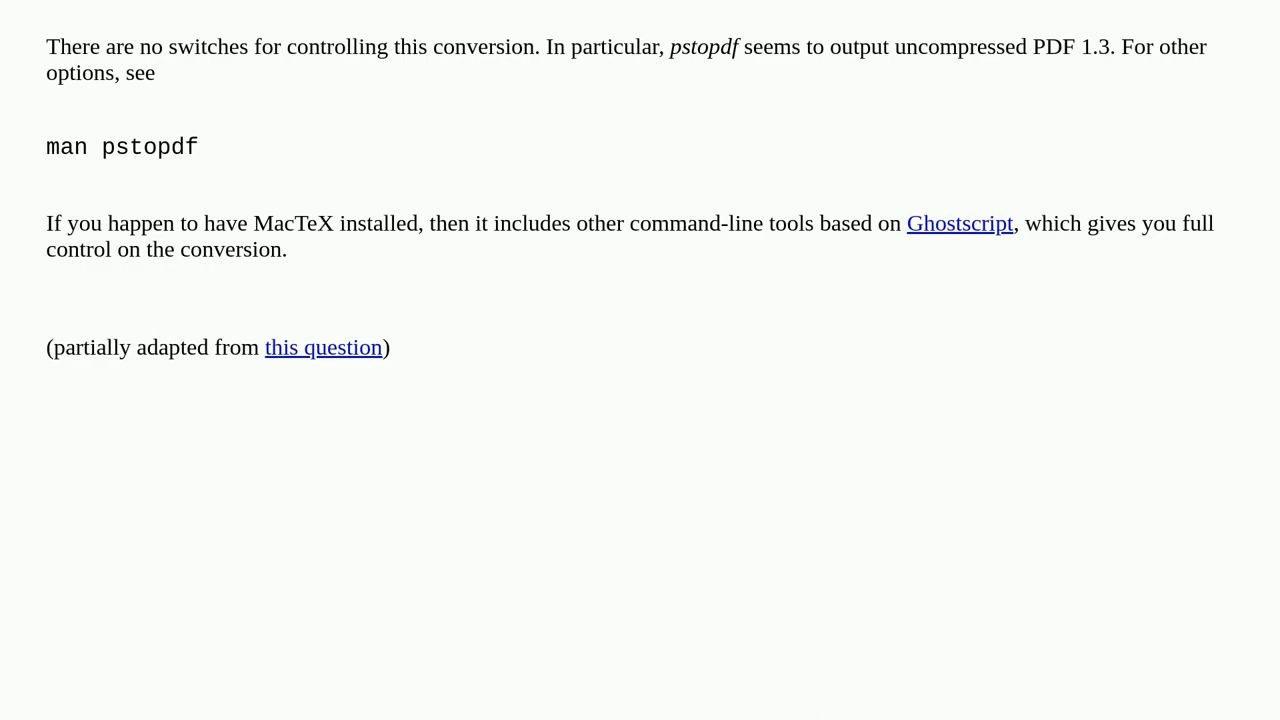 There are no switches for controlling this conversion. In particular, pstopdf seems to output uncompressed PDF 1.3. For other
options, see
man pstopdf
If you happen to have MacTeX installed, then it includes other command-line tools based on Ghostscript, which gives you full
control on the conversion.
(partially adapted from this question)